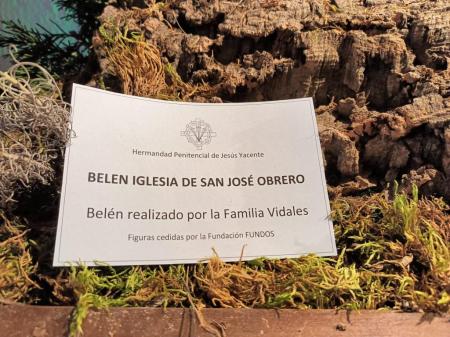 Hermandad Penitencial de Jesús Yacente
BELEN IGLESIA DE SAN JOSÉ OBRERO
Belén realizado por la Familia Vidales
Figuras cedidas por la Fundación FUNDOS